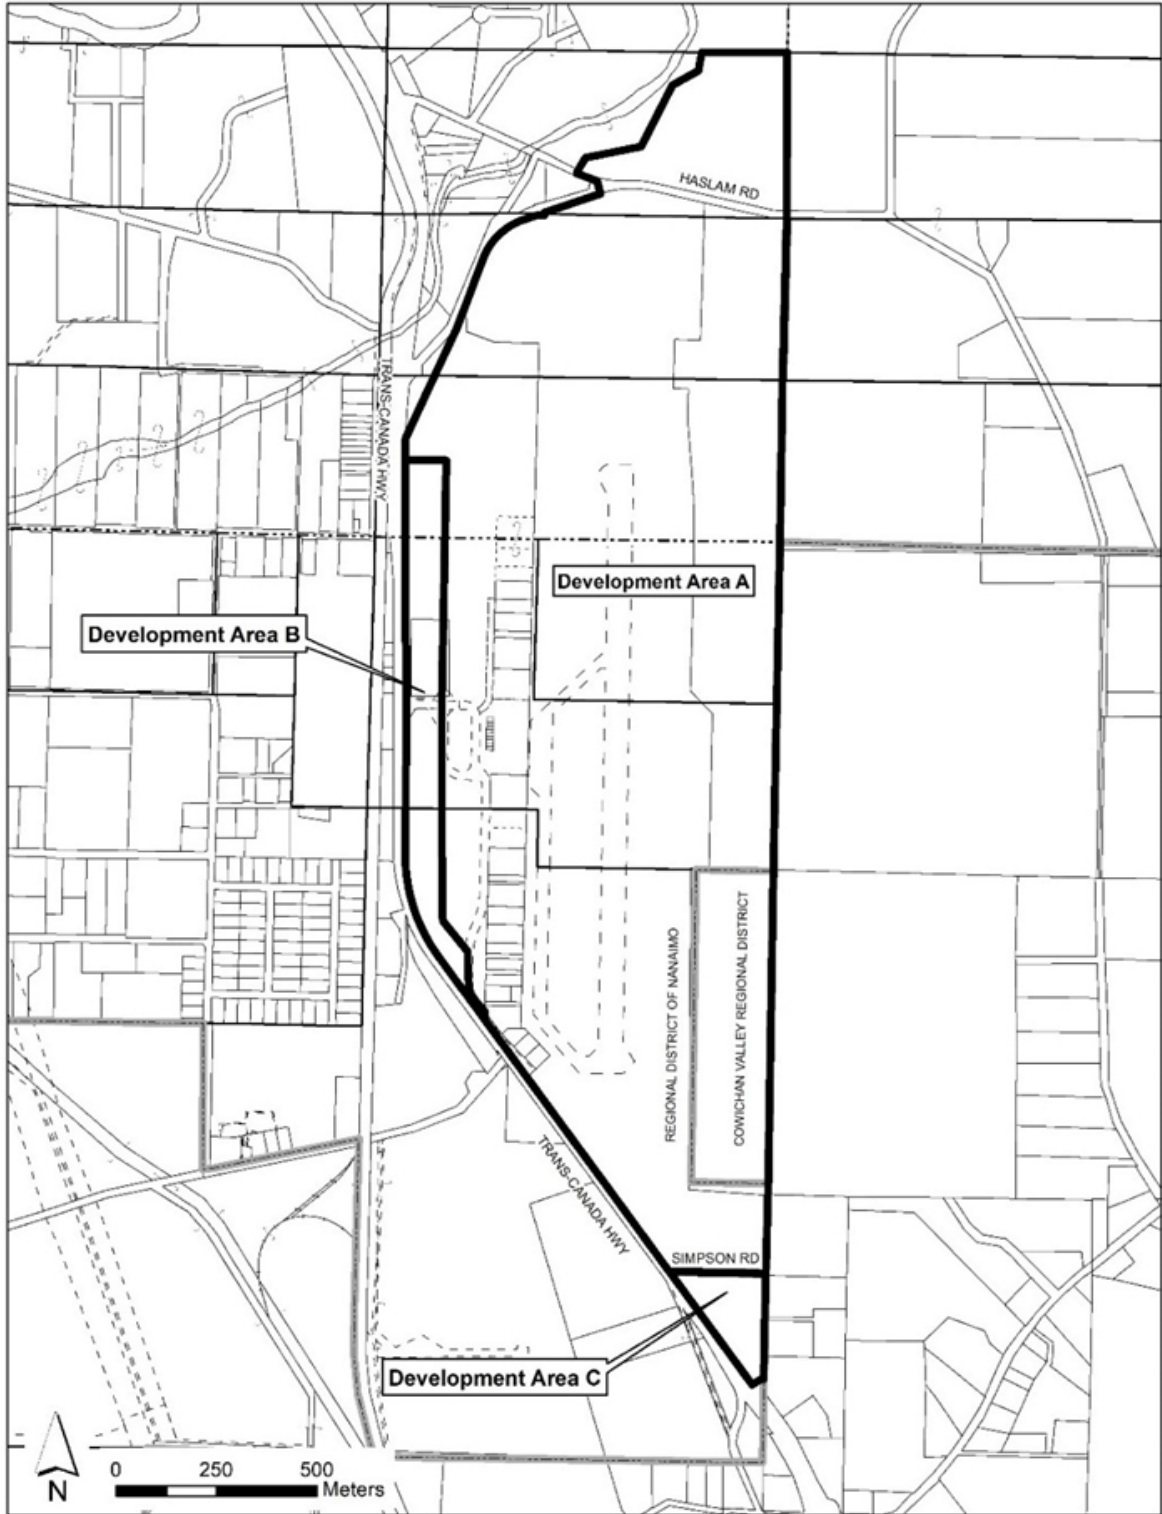 HASLAM RD
TRANS-CANADA HWY
Development Area A
Development Area B
REGIONAL DISTRICT OF NANAIMO
COWICHAN VALLEY REGIONAL DISTRICT
TRANS-CANADA HWY
SIMPSON RD
Development Area C
N
0 250 500
Meters